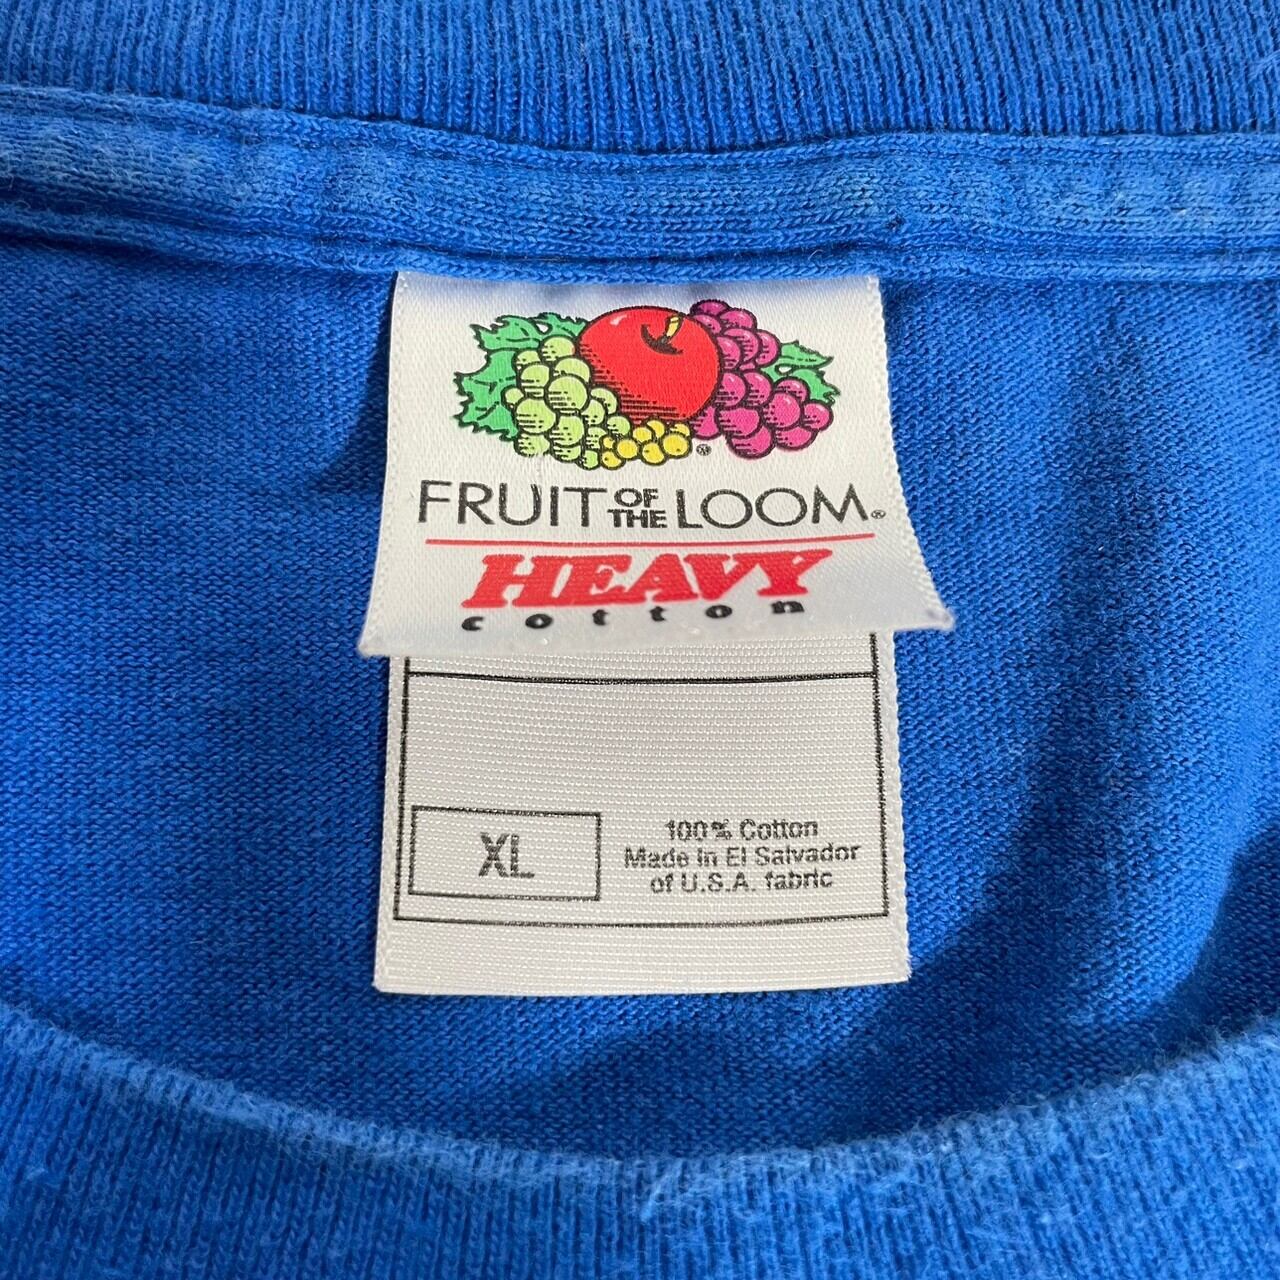 FRUIT OF THE LOOM®
HEAVY
cotton
XL
100% Cotton
Made in El Salvador
of U.S.A. fabric